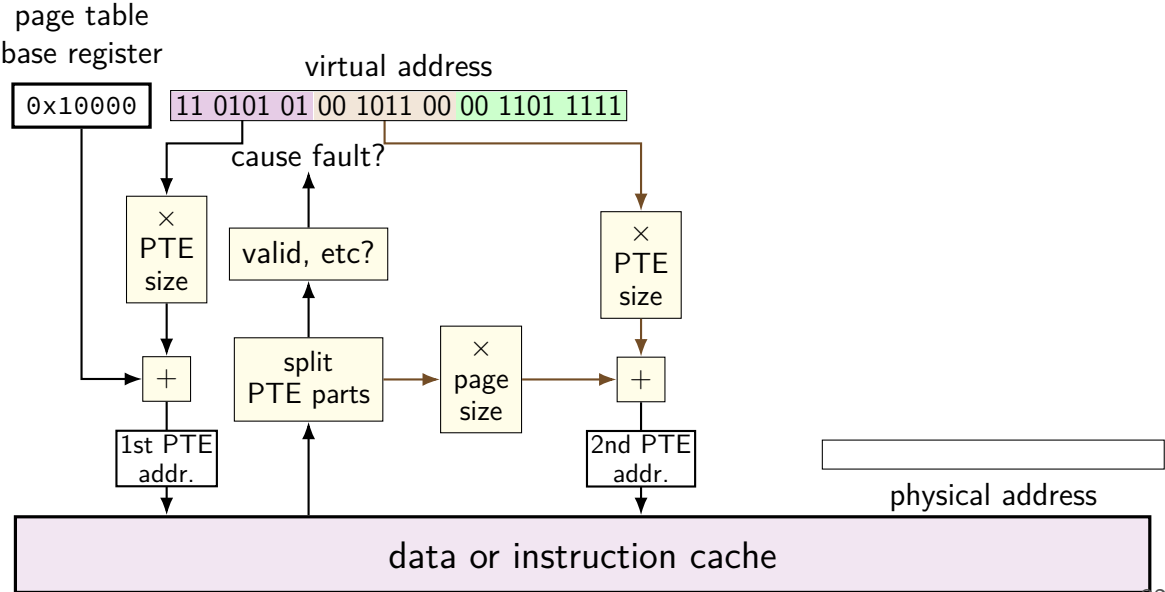 page table
base register
virtual address
0x10000
11 0101 01 00 1011 00 00 1101 1111
cause fault?
×
PTE
size
valid, etc?
×
PTE
size
split
PTE parts
×
page
size
+
+
1st PTE
addr.
2nd PTE
addr.
physical address
data or instruction cache